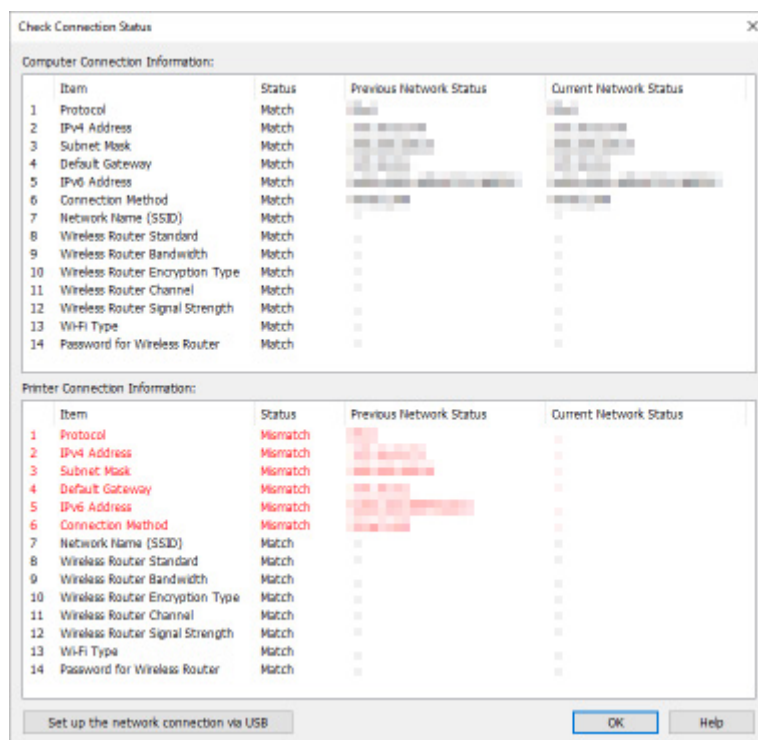 Check Connection Status
Computer Connection Information:
Item Status Previous Network Status Current Network Status
1 Protocol Match
2 IPv4 Address Match
3 Subnet Mask Match
4 Default Gateway Match
5 IPv6 Address Match
6 Connection Method Match
7 Network Name (SSID) Match
8 Wireless Router Standard Match
9 Wireless Router Bandwidth Match
10 Wireless Router Encryption Type Match
11 Wireless Router Channel Match
12 Wireless Router Signal Strength Match
13 Wi-Fi Type Match
14 Password for Wireless Router Match
Printer Connection Information:
Item Status Previous Network Status Current Network Status
1 Protocol Mismatch
2 IPv4 Address Mismatch
3 Subnet Mask Mismatch
4 Default Gateway Mismatch
5 IPv6 Address Mismatch
6 Connection Method Mismatch
7 Network Name (SSID) Match
8 Wireless Router Standard Match
9 Wireless Router Bandwidth Match
10 Wireless Router Encryption Type Match
11 Wireless Router Channel Match
12 Wireless Router Signal Strength Match
13 Wi-Fi Type Match
14 Password for Wireless Router Match
Set up the network connection via USB OK Help